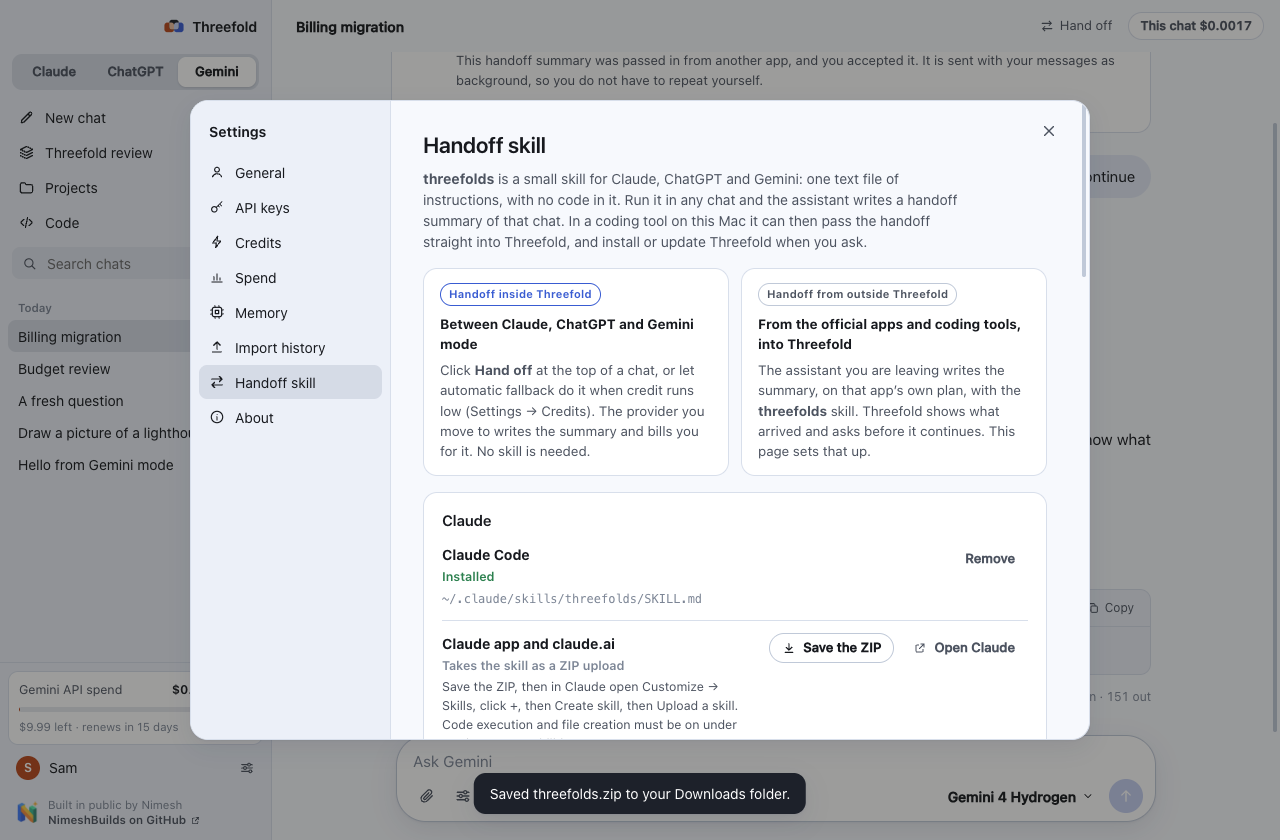 Threefold
Billing migration
Hand off
This chat $0.0017
Claude
ChatGPT
Gemini
This handoff summary was passed in from another app, and you accepted it. It is sent with your messages as
background, so you do not have to repeat yourself.
New chat
Threefold review
Projects
Code
Search chats
Today
Billing migration
Budget review
A fresh question
Draw a picture of a
Hello from Gemini mode
Gemini API spend
$9.99 left · renews in 15 days
S
Sam
Built in public by Nimesh
NimeshBuilds on GitHub
Settings
General
API keys
Credits
Spend
Memory
Import history
Handoff skill
About
Handoff skill
threefolds is a small skill for Claude, ChatGPT and Gemini: one text file of
instructions, with no code in it. Run it in any chat and the assistant writes a handoff
summary of that chat. In a coding tool on this Mac it can then pass the handoff
straight into Threefold, and install or update Threefold when you ask.
Handoff inside Threefold
Between Claude, ChatGPT and Gemini
mode
Click Hand off at the top of a chat, or let
automatic fallback do it when credit runs
low (Settings → Credits). The provider you
move to writes the summary and bills you
for it. No skill is needed.
Handoff from outside Threefold
From the official apps and coding tools,
into Threefold
The assistant you are leaving writes the
summary, on that app’s own plan, with the
threefolds skill. Threefold shows what
arrived and asks before it continues. This
page sets that up.
Claude
Claude Code
Installed
~/.claude/skills/threefolds/SKILL.md
Remove
Claude app and claude.ai
Takes the skill as a ZIP upload
Save the ZIP, then in Claude open Customize →
Skills, click +, then Create skill, then Upload a skill.
Code execution and file creation must be on under
Save the ZIP
Open Claude
what
Copy
· 151 out
Ask Gemini
Gemini 4 Hydrogen
Saved threefolds.zip to your Downloads folder.